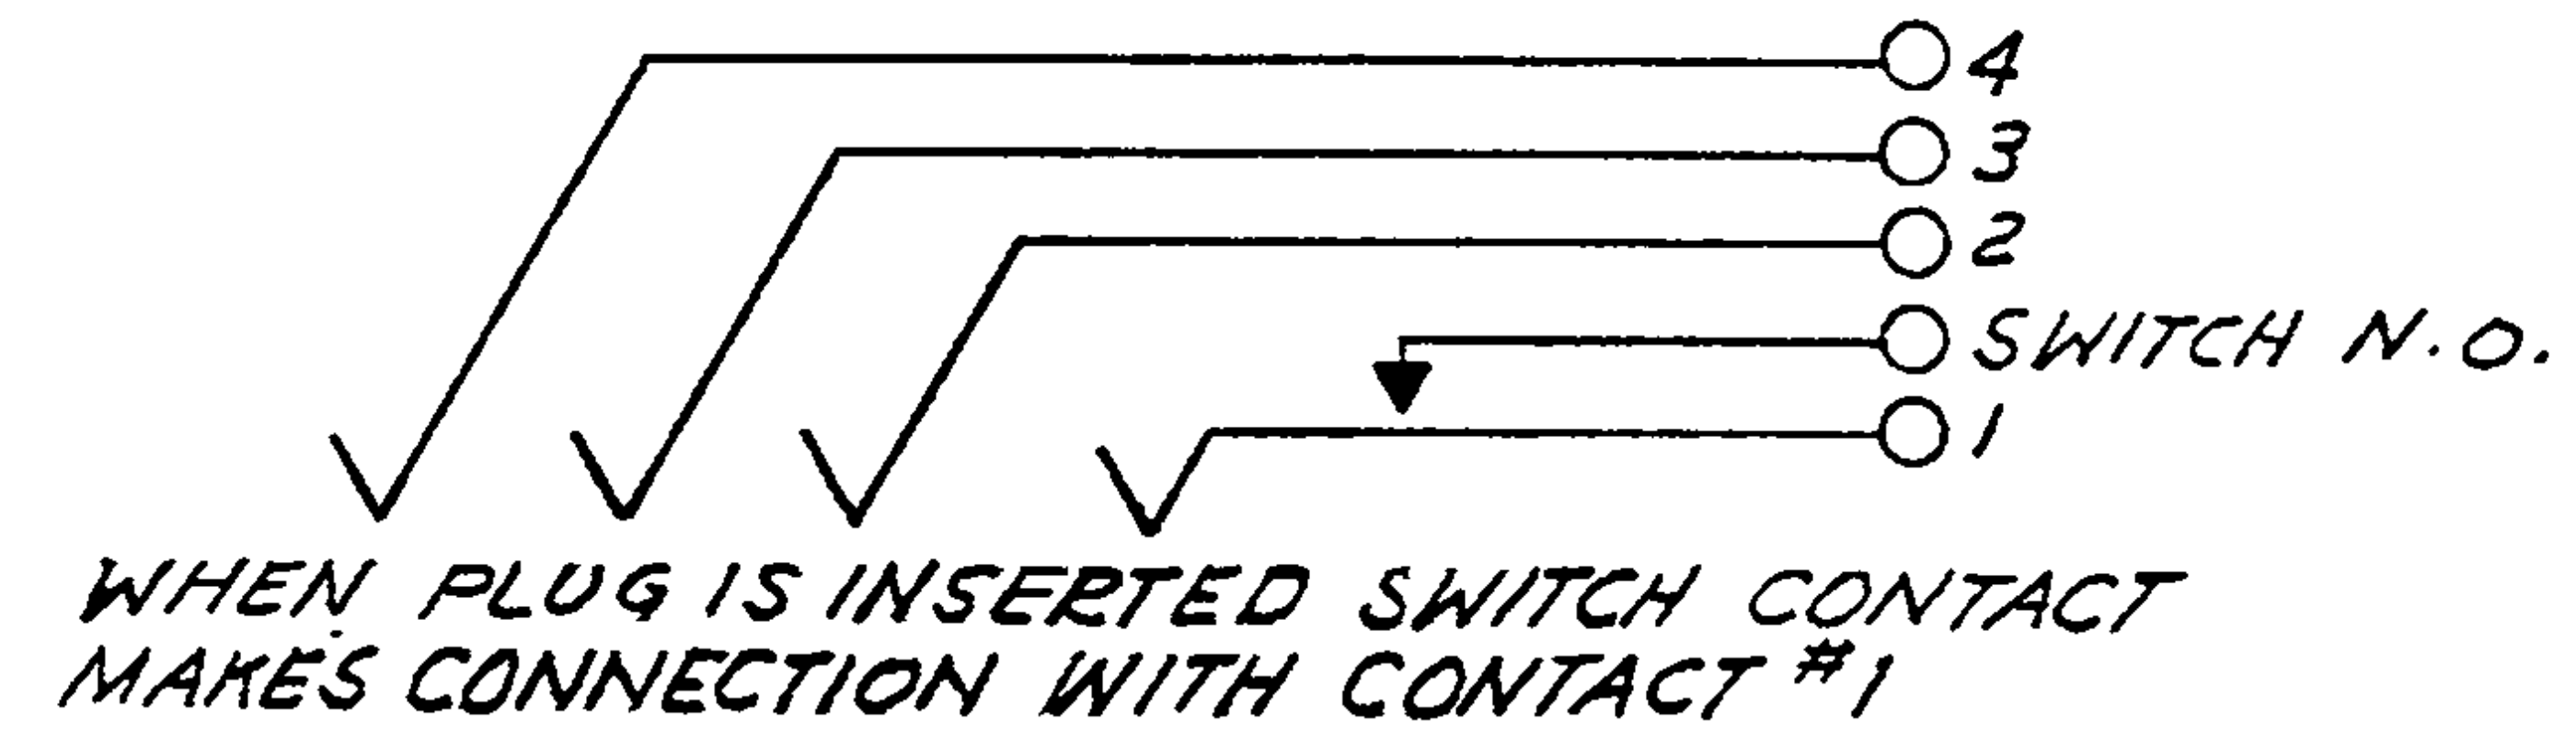 4
3
2
SWITCH N.O.
1
WHEN PLUG IS INSERTED SWITCH CONTACT
MAKES CONNECTION WITH CONTACT #1